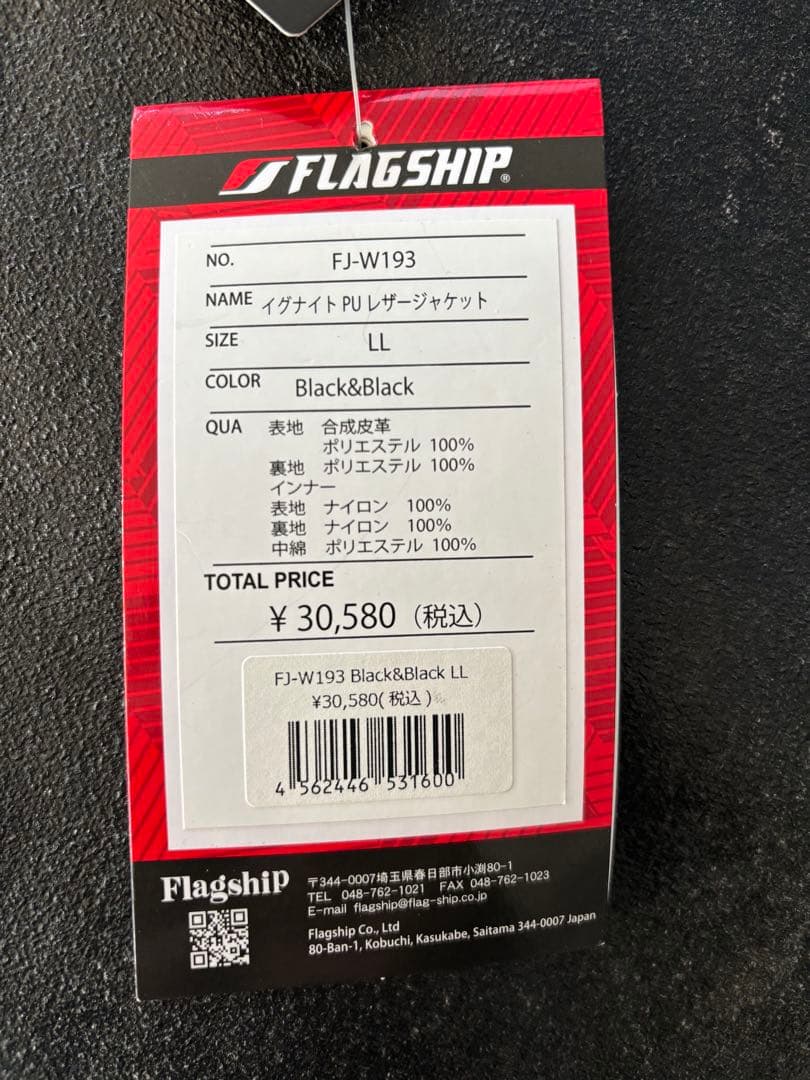 FLAGSHIP®
NO. FJ-W193
NAME イグナイト PU レザージャケット
SIZE LL
COLOR Black&Black
QUA 表地 合成皮革
ポリエステル 100%
裏地 ポリエステル 100%
インナー
表地 ナイロン 100%
裏地 ナイロン 100%
中綿 ポリエステル 100%
TOTAL PRICE
¥ 30,580（税込）
FJ-W193 Black&Black LL
¥30,580( 税込 )
4 562446 531600
Flagship
〒344-0007埼玉県春日部市小渕80-1
TEL 048-762-1021 FAX 048-762-1023
E-mail flagship@flag-ship.co.jp
Flagship Co., Ltd
80-Ban-1, Kobuchi, Kasukabe, Saitama 344-0007 Japan